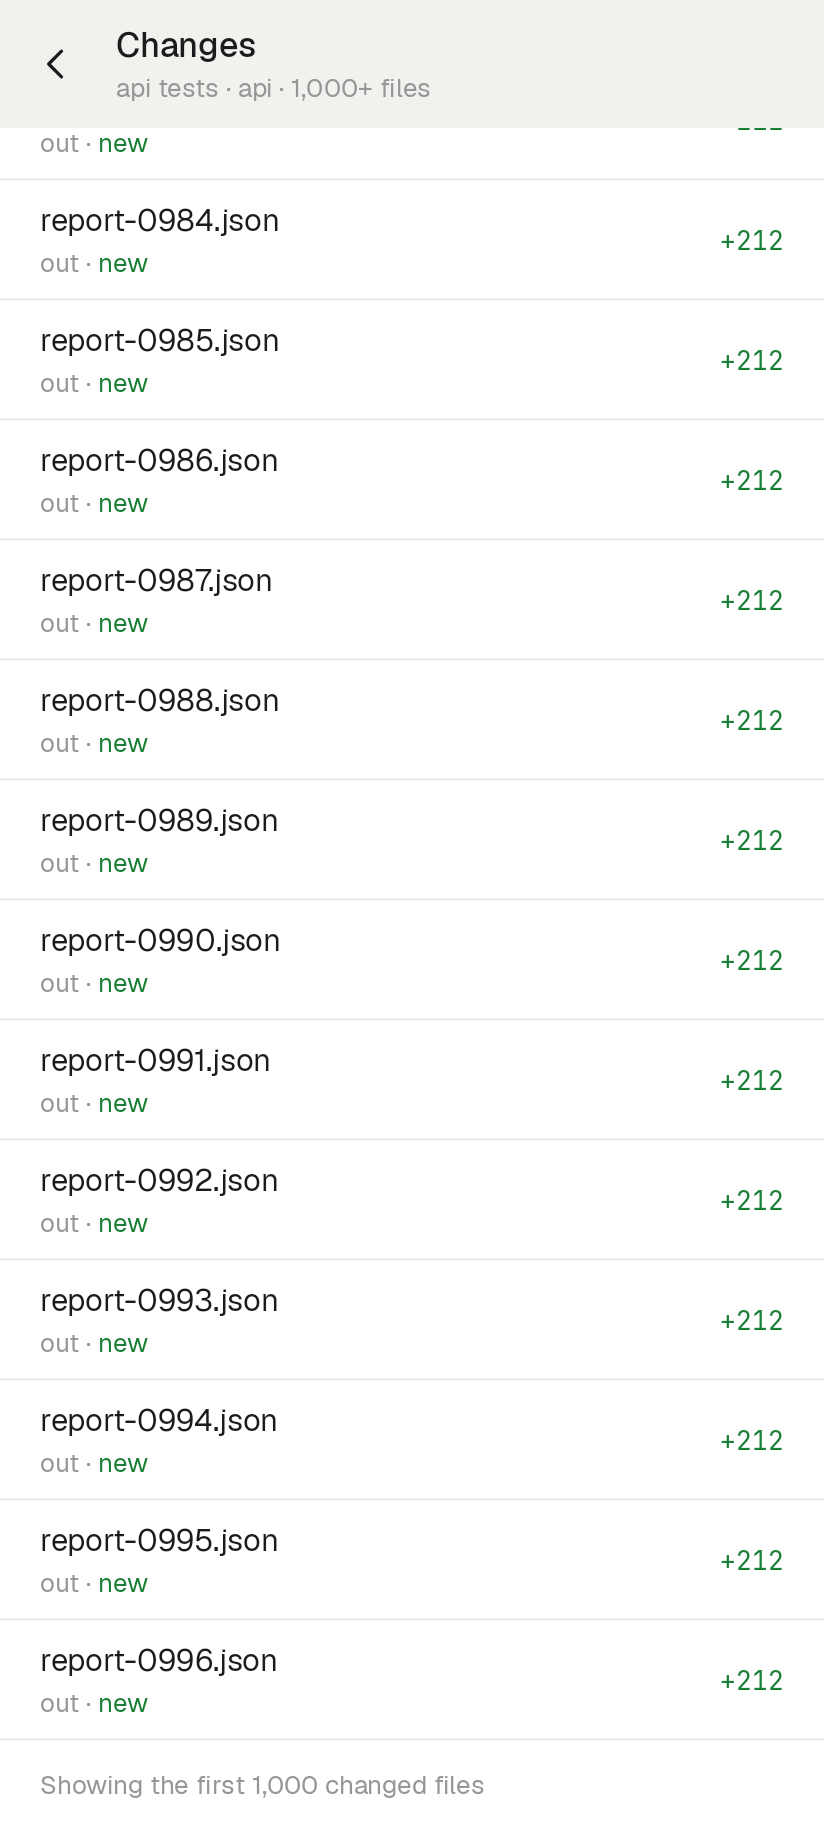 Changes
api tests · api · 1,000+ files
out · new
report-0984.json
out · new
+212
report-0985.json
out · new
+212
report-0986.json
out · new
+212
report-0987.json
out · new
+212
report-0988.json
out · new
+212
report-0989.json
out · new
+212
report-0990.json
out · new
+212
report-0991.json
out · new
+212
report-0992.json
out · new
+212
report-0993.json
out · new
+212
report-0994.json
out · new
+212
report-0995.json
out · new
+212
report-0996.json
out · new
+212
Showing the first 1,000 changed files